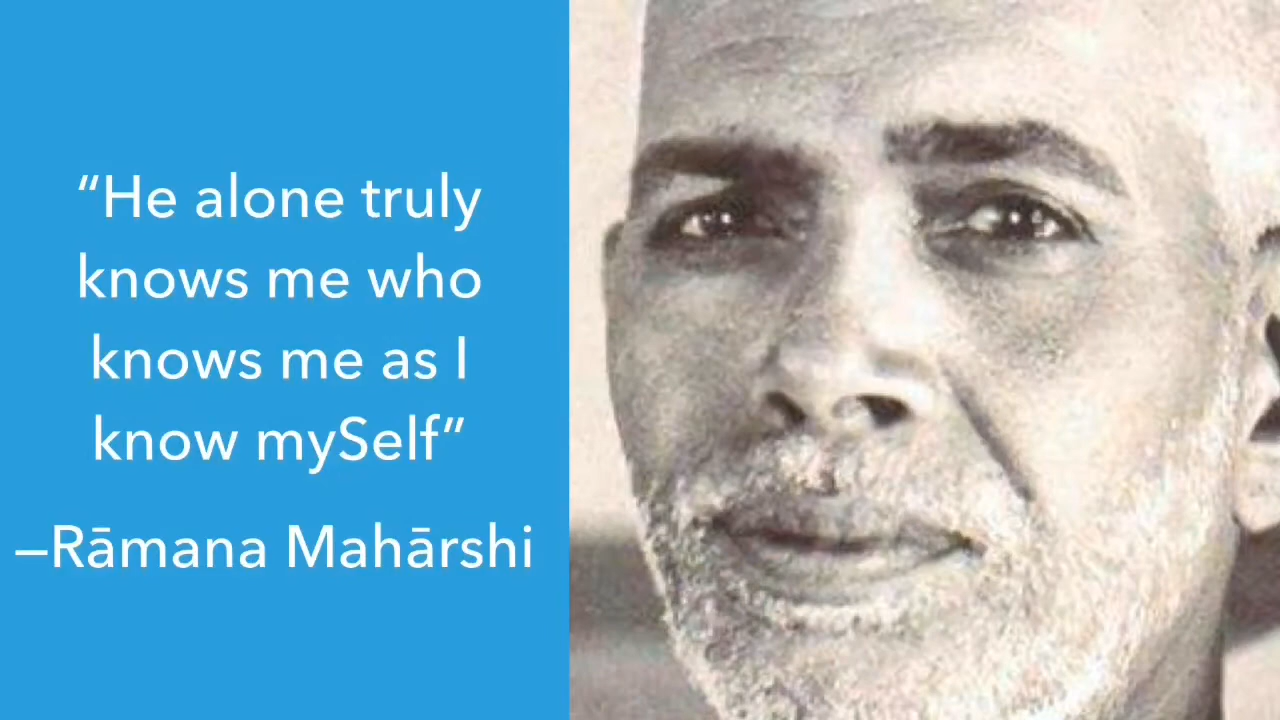 “He alone truly
knows me who
knows me as I
know mySelf”
—Rāmana Mahārshi